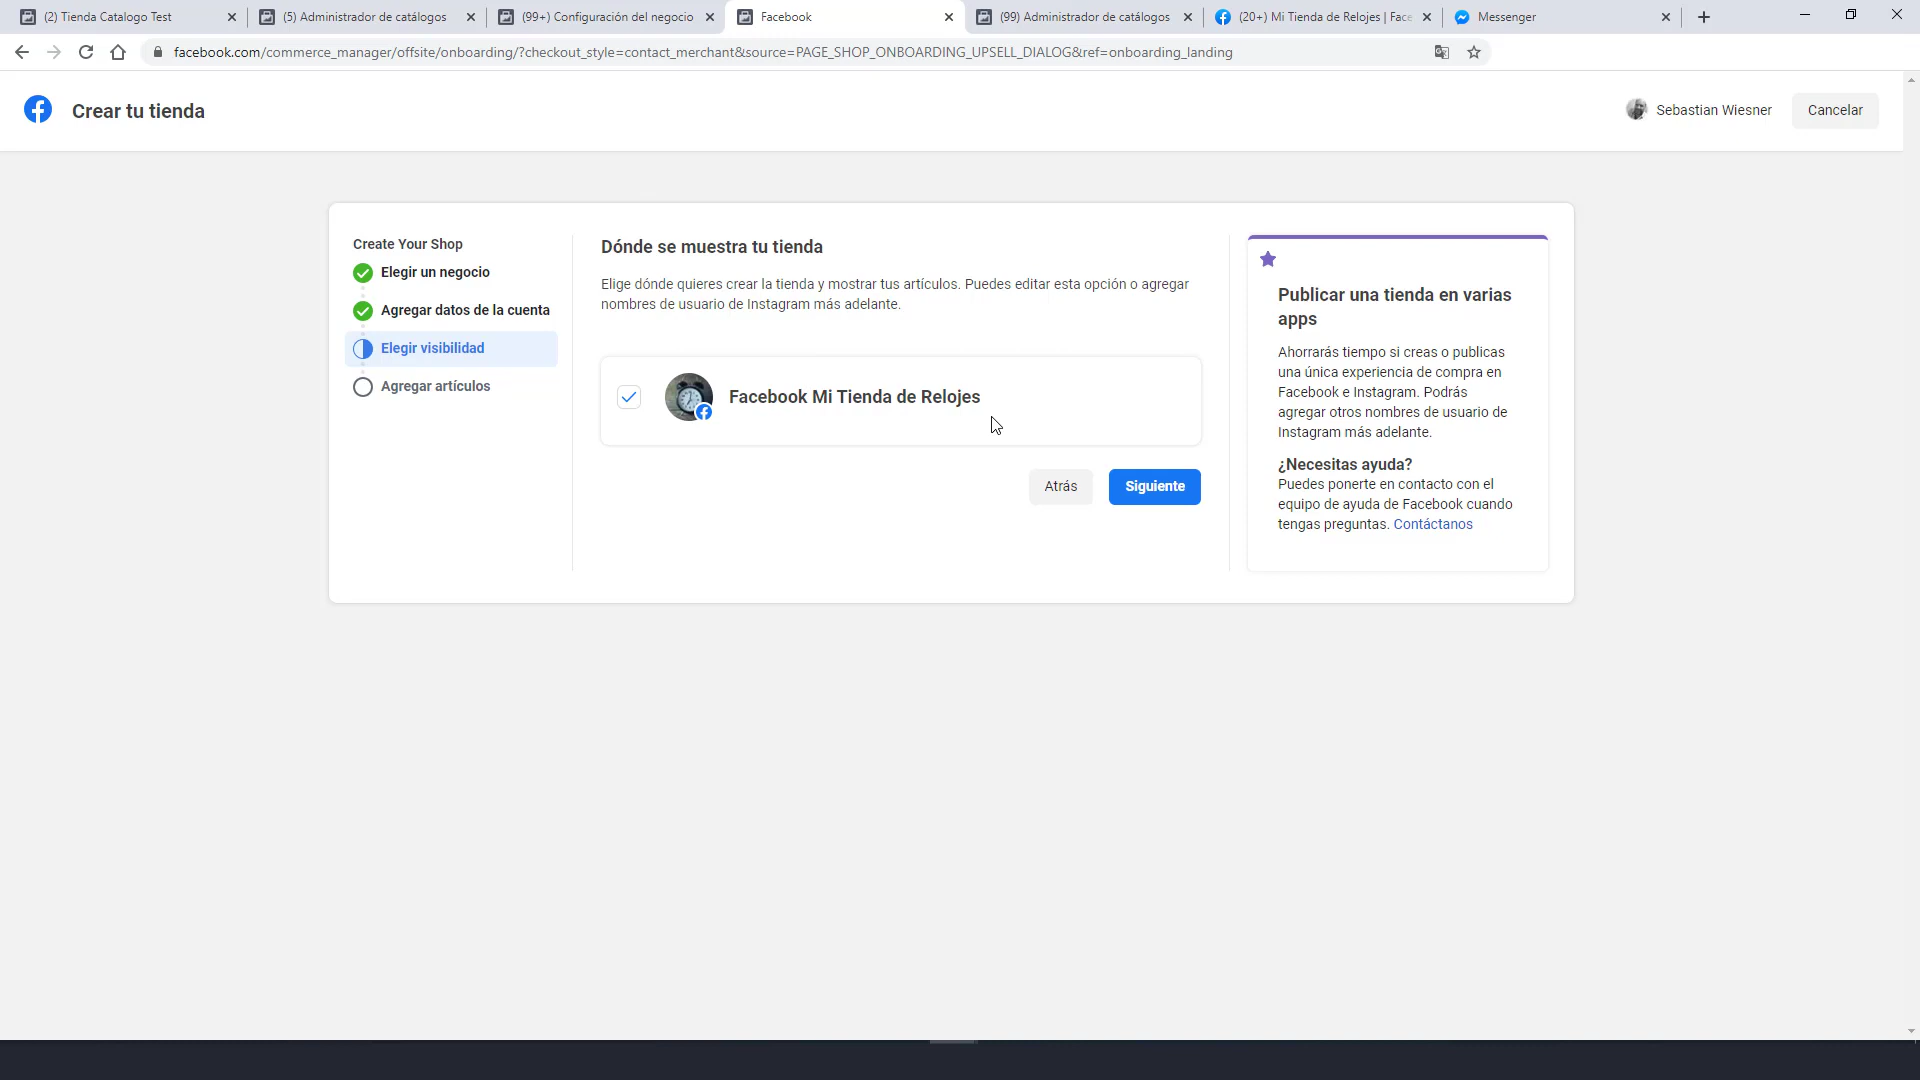 (2) Tienda Catalogo Test
(5) Administrador de catálogos
(99+) Configuración del negocio
Facebook
(99) Administrador de catálogos
(20+) Mi Tienda de Relojes | Face
Messenger
facebook.com/commerce_manager/offsite/onboarding/?checkout_style=contact_merchant&source=PAGE_SHOP_ONBOARDING_UPSELL_DIALOG&ref=onboarding_landing
Crear tu tienda
Sebastian Wiesner
Cancelar
Create Your Shop
Elegir un negocio
Agregar datos de la cuenta
Elegir visibilidad
Agregar artículos
Dónde se muestra tu tienda
Elige dónde quieres crear la tienda y mostrar tus artículos. Puedes editar esta opción o agregar
nombres de usuario de Instagram más adelante.
Facebook Mi Tienda de Relojes
Atrás
Siguiente
Publicar una tienda en varias
apps
Ahorrarás tiempo si creas o publicas
una única experiencia de compra en
Facebook e Instagram. Podrás
agregar otros nombres de usuario de
Instagram más adelante.
¿Necesitas ayuda?
Puedes ponerte en contacto con el
equipo de ayuda de Facebook cuando
tengas preguntas. Contáctanos